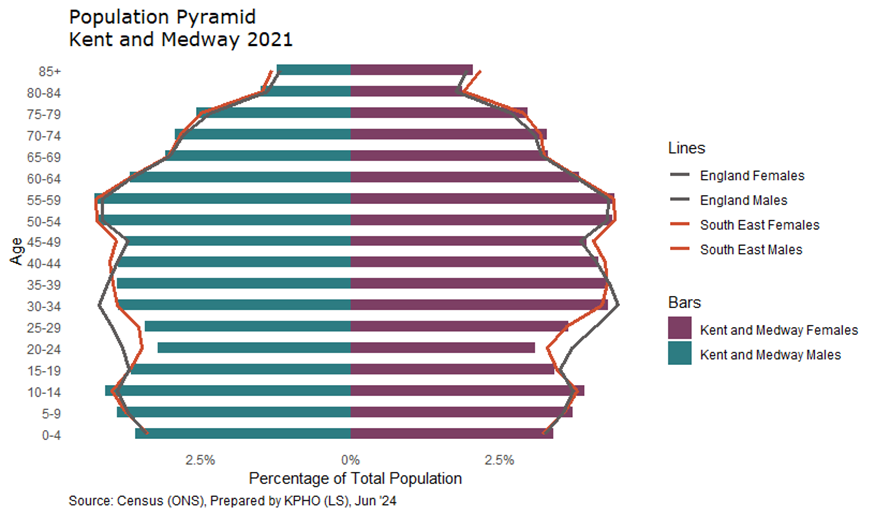 Population Pyramid
Kent and Medway 2021
85+
80-84
75-79
70-74
65-69
60-64
55-59
50-54
45-49
40-44
35-39
30-34
25-29
20-24
15-19
10-14
5-9
0-4
Age
2.5%
0%
2.5%
Percentage of Total Population
Source: Census (ONS), Prepared by KPHO (LS), Jun '24
Lines
England Females
England Males
South East Females
South East Males
Bars
Kent and Medway Females
Kent and Medway Males